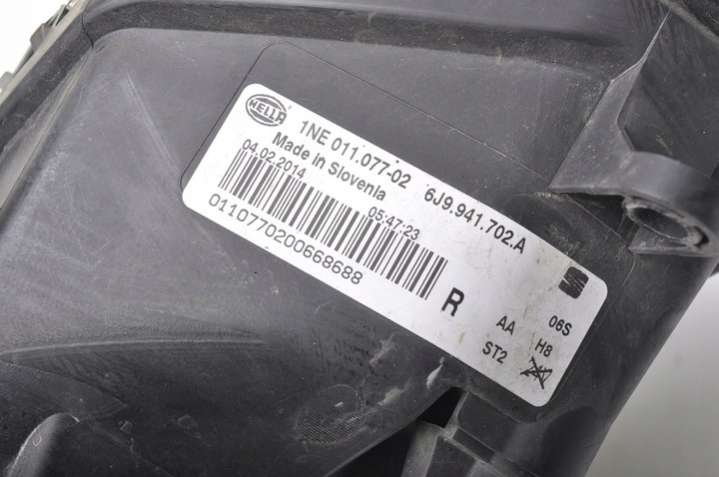 HELLA
1NE 011.077-02 6J9.941.702.A
Made in Slovenia
04.02.2014 05:47:23
0110770200668688
R
AA 06S
ST2 H8